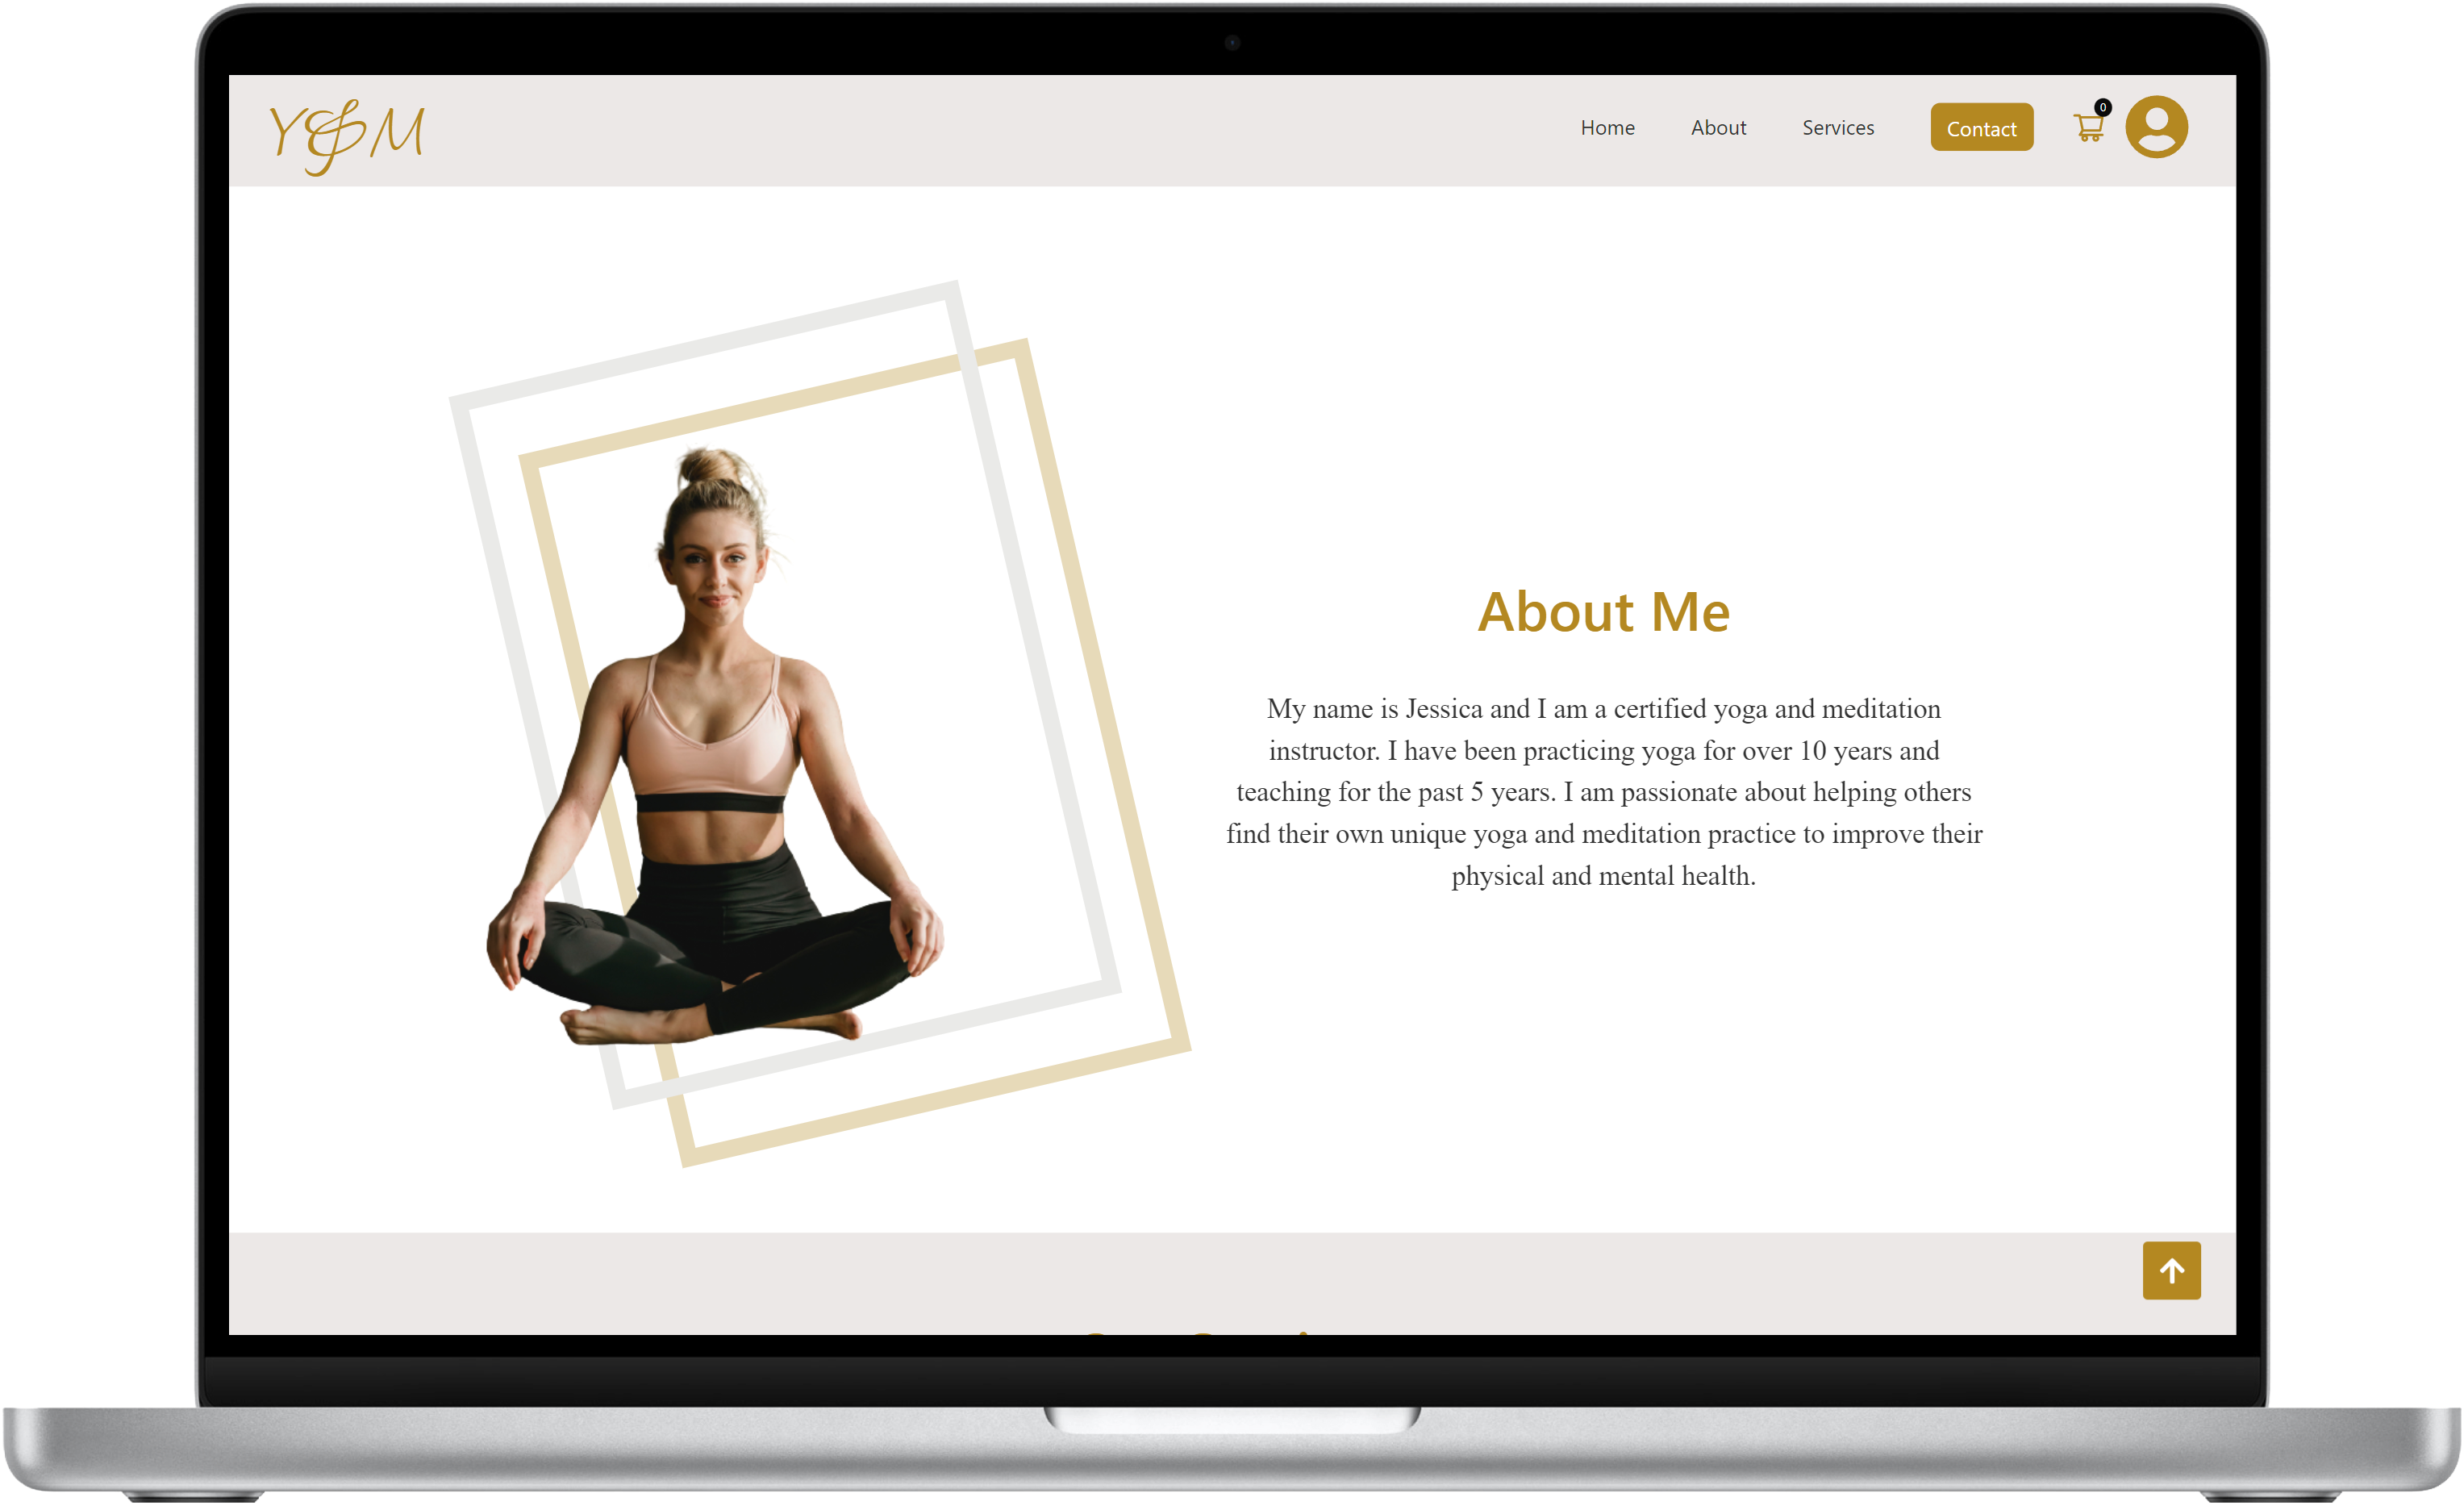 Y&M
Home About Services Contact 0
About Me
My name is Jessica and I am a certified yoga and meditation
instructor. I have been practicing yoga for over 10 years and
teaching for the past 5 years. I am passionate about helping others
find their own unique yoga and meditation practice to improve their
physical and mental health.